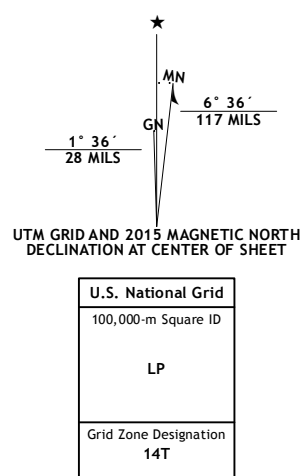 MN
6° 36´
117 MILS
GN
1° 36´
28 MILS
UTM GRID AND 2015 MAGNETIC NORTH
DECLINATION AT CENTER OF SHEET
U.S. National Grid
100,000-m Square ID
LP
Grid Zone Designation
14T